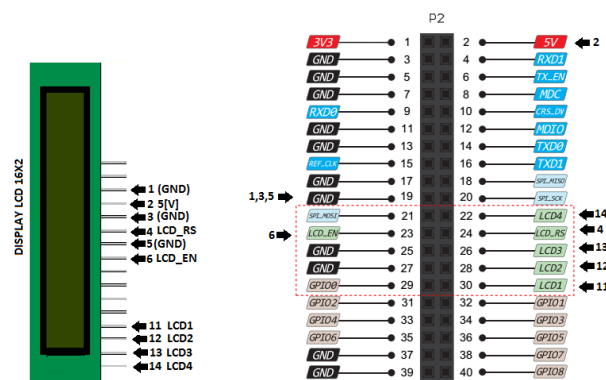 P2
3V3 1 2 5V 2
GND 3 4 RXD1
GND 5 6 TX_EN
GND 7 8 MDC
RXD0 9 10 CRS_DV
GND 11 12 MDIO
GND 13 14 TXD0
REF_CLK 15 16 TXD1
GND 17 18 SPI_MISO
1,3,5 GND 19 20 SPI_SCK
SPI_MOSI 21 22 LCD4 14
6 LCD_EN 23 24 LCD_RS 4
GND 25 26 LCD3 13
GND 27 28 LCD2 12
GPIO0 29 30 LCD1 11
GPIO2 31 32 GPIO1
GPIO4 33 34 GPIO3
GPIO6 35 36 GPIO5
GND 37 38 GPIO7
GND 39 40 GPIO8
DISPLAY LCD 16X2
1 (GND)
2 5[V]
3 (GND)
4 LCD_RS
5(GND)
6 LCD_EN
11 LCD1
12 LCD2
13 LCD3
14 LCD4